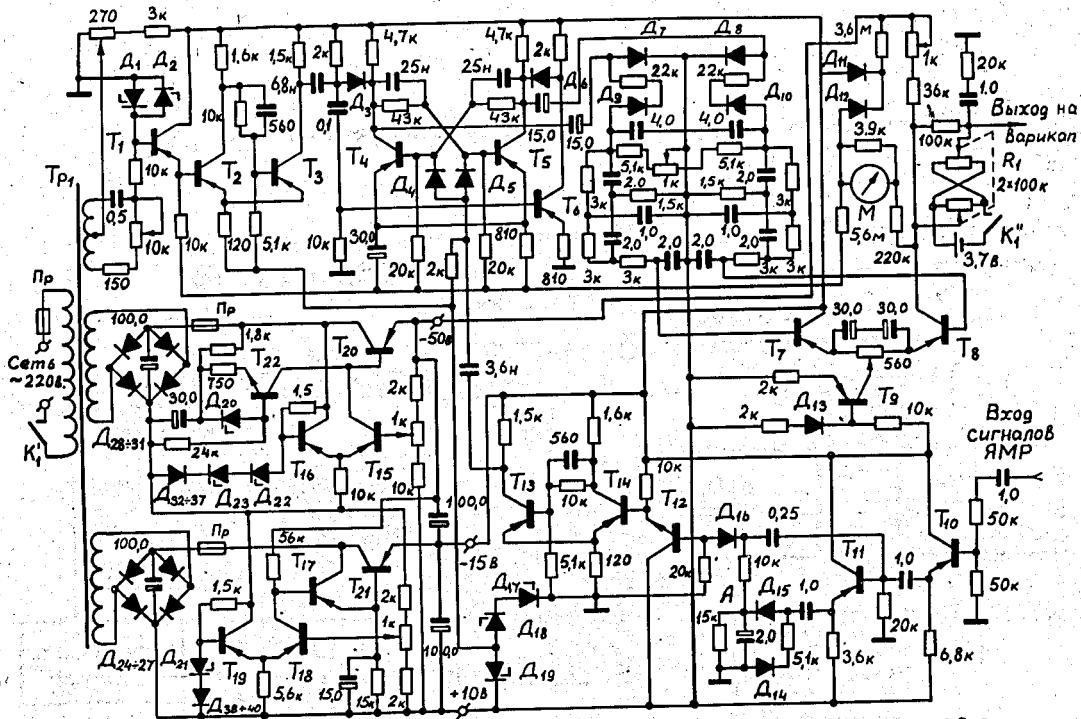 270
3к
Д1
Д2
1,6к
1,5к
2к
4,7к
4,7к
2к
Д6
Д7
Д8
3,6м
1к
20к
1,0
10к
560
6,8н
Д3
25н
25н
43к
43к
15,0
15,0
22к
22к
Д9
Д10
Д11
Д12
36к
100к
Выход на
Варикап
R1
2×100к
К1"
3,7в.
T1
10к
T2
T3
0,1
T4
T5
T6
4,0
4,0
5,1к
1к
5,1к
3,9к
М
Тр1
0,5
10к
150
10к
120
5,1к
10к
30,0
Д4
Д5
20к
2к
20к
810
810
3к
2,0
1,5к
1,5к
2,0
3к
1,0
1,0
3к
2,0
3к
2,0
2,0
2,0
3к
3к
5,6м
220к
Пр
Сеть
~220в.
К1'
100,0
Пр
1,8к
750
T22
T20
-50в
30,0
Д20
24к
1,5
2к
1к
10к
3,6н
Д28÷31
Д32÷37
Д23
Д22
T16
T15
10к
100,0
-15в
T7
30,0
30,0
560
T8
2к
T9
2к
Д13
10к
1,5к
560
1,6к
10к
10к
T13
T14
T12
5,1к
120
20к
Вход
сигналов
ЯМР
1,0
50к
50к
T10
100,0
Пр
56к
T17
T21
1,5к
2к
1к
2к
Д17
Д18
Д19
Д16
0,25
10к
T11
1,0
А
Д15
1,0
15к
2,0
5,1к
Д14
3,6к
20к
6,8к
Д24÷27
Д21
T19
T18
Д38÷40
5,6к
15,0
15к
100,0
+10в